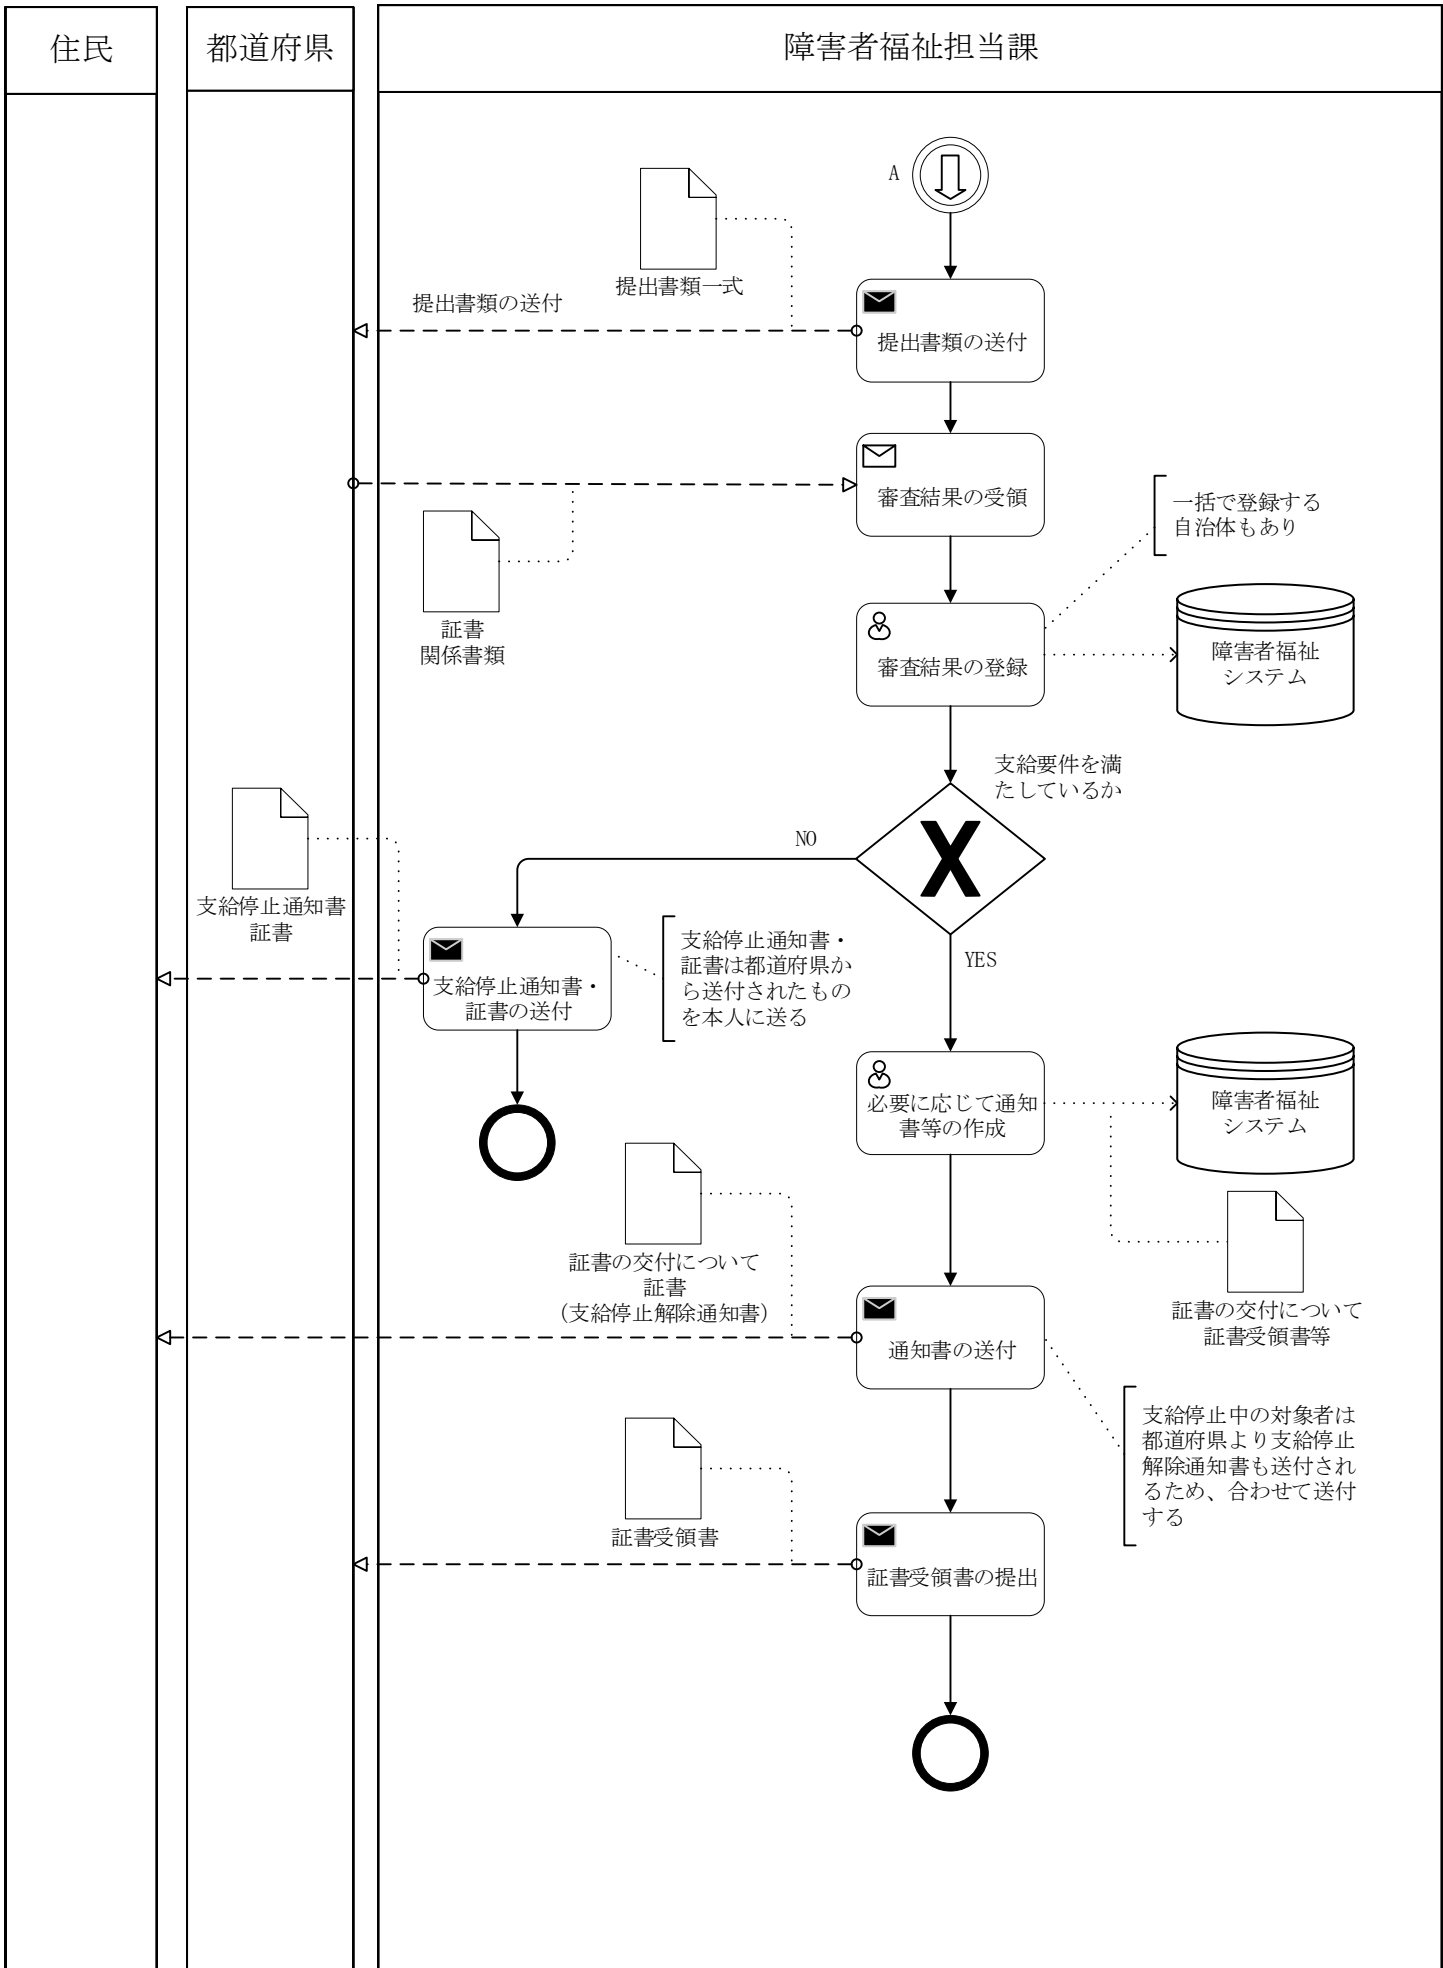 住民
都道府県
障害者福祉担当課
A
提出書類一式
提出書類の送付
提出書類の送付
審査結果の受領
一括で登録する
自治体もあり
証書
関係書類
審査結果の登録
障害者福祉
システム
支給要件を満
たしているか
NO
YES
支給停止通知書
証書
支給停止通知書・
証書の送付
支給停止通知書・
証書は都道府県か
ら送付されたもの
を本人に送る
必要に応じて通知
書等の作成
障害者福祉
システム
証書の交付について
証書
（支給停止解除通知書）
証書の交付について
証書受領書等
通知書の送付
支給停止中の対象者は
都道府県より支給停止
解除通知書も送付され
るため、合わせて送付
する
証書受領書
証書受領書の提出